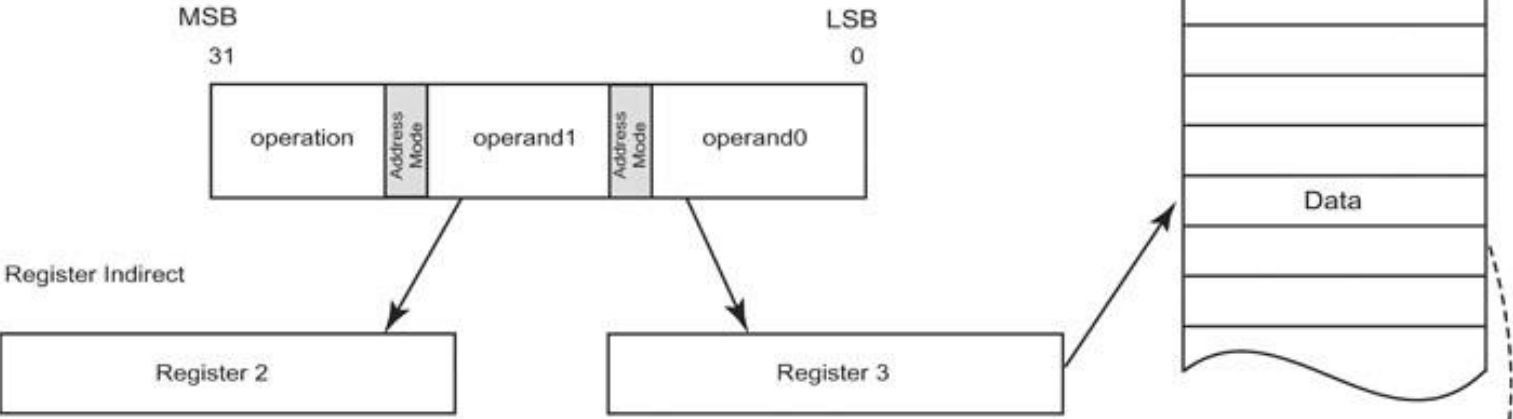 MSB
LSB
31
0
operation
Address
Mode
operand1
Address
Mode
operand0
Data
Register Indirect
Register 2
Register 3